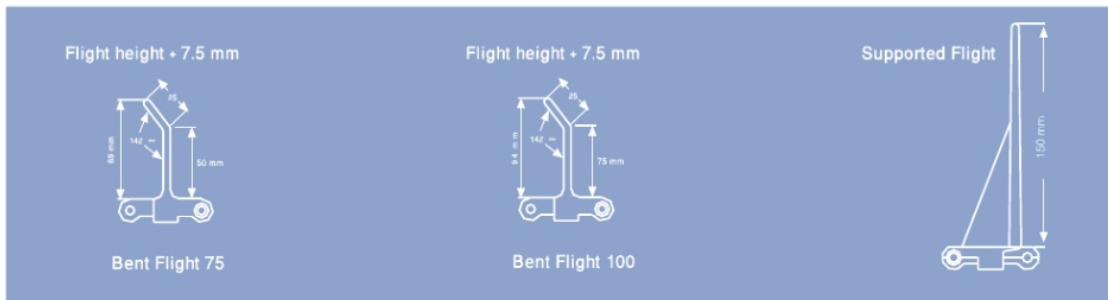 Flight height + 7.5 mm
25
142
69 mm
50 mm
Bent Flight 75
Flight height + 7.5 mm
25
142
94 mm
75 mm
Bent Flight 100
Supported Flight
150 mm